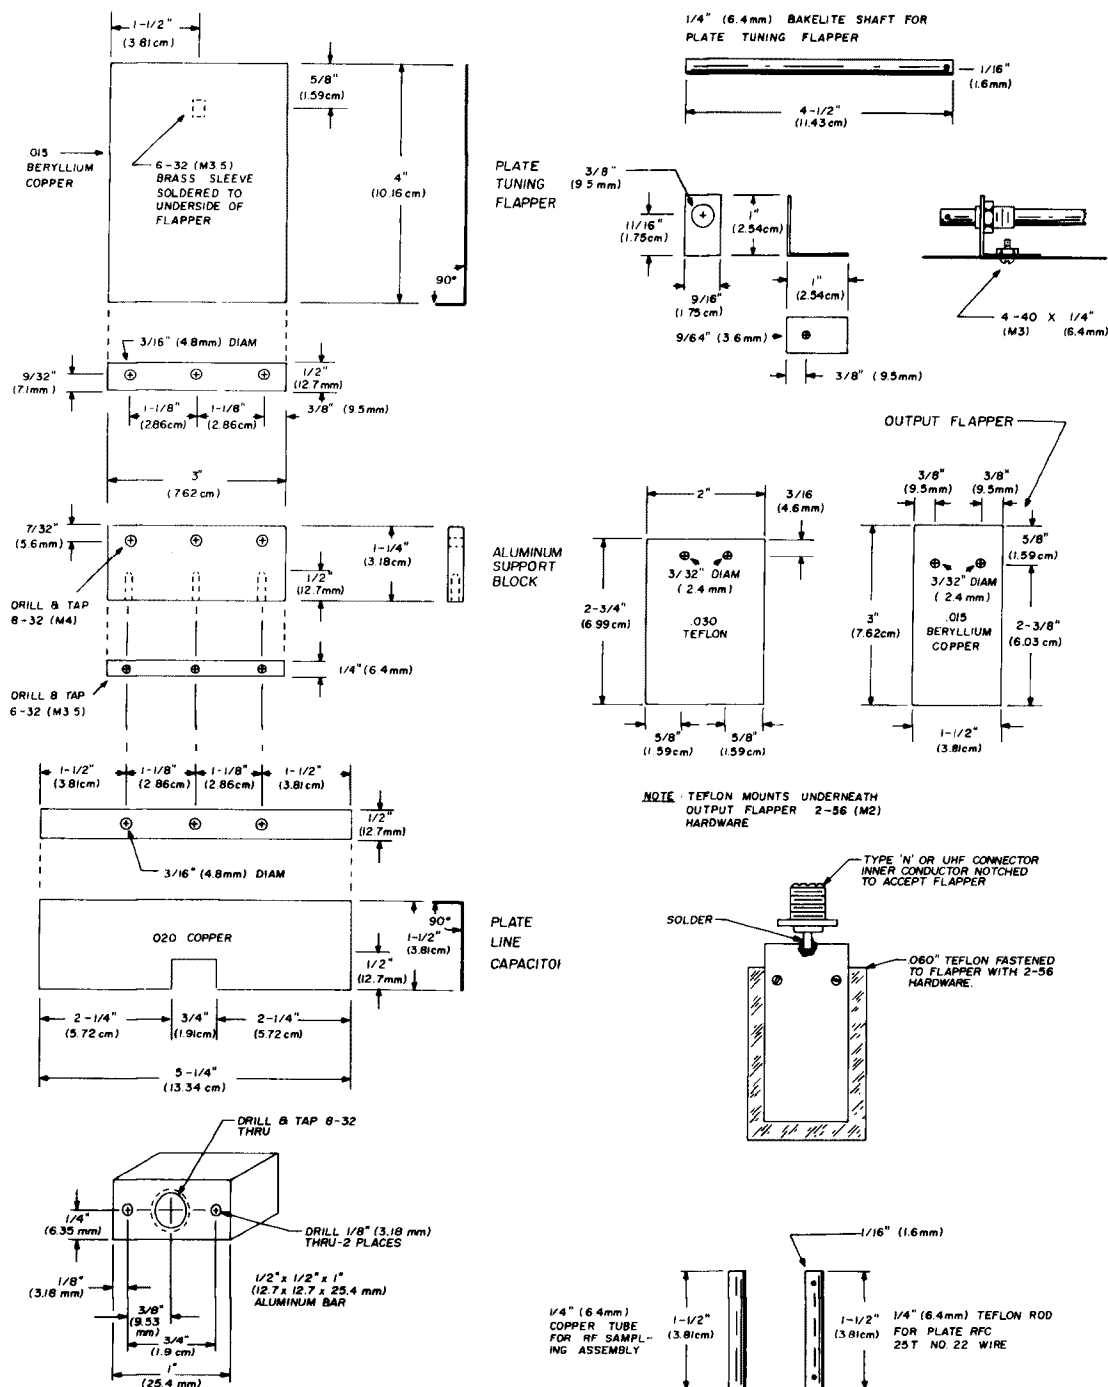 1-1/2"
(3.81cm)
5/8"
(1.59cm)
.015
BERYLLIUM
COPPER
6-32 (M3.5)
BRASS SLEEVE
SOLDERED TO
UNDERSIDE OF
FLAPPER
4"
(10.16cm)
90°
PLATE
TUNING
FLAPPER
3/16" (4.8mm) DIAM
9/32"
(7.1mm)
1/2"
(12.7mm)
1-1/8"
(2.86cm)
1-1/8"
(2.86cm)
3/8" (9.5mm)
3"
(7.62cm)
7/32"
(5.6mm)
1-1/4"
(3.18cm)
1/2"
(12.7mm)
ALUMINUM
SUPPORT
BLOCK
DRILL & TAP
8-32 (M4)
1/4" (6.4mm)
DRILL & TAP
6-32 (M3.5)
1-1/2"
(3.81cm)
1-1/8"
(2.86cm)
1-1/8"
(2.86cm)
1-1/2"
(3.81cm)
1/2"
(12.7mm)
3/16" (4.8mm) DIAM
.020 COPPER
90°
1-1/2"
(3.81cm)
1/2"
(12.7mm)
PLATE
LINE
CAPACITOR
2-1/4"
(5.72cm)
3/4"
(1.91cm)
2-1/4"
(5.72cm)
5-1/4"
(13.34 cm)
DRILL & TAP 8-32
THRU
1/4"
(6.35 mm)
DRILL 1/8" (3.18 mm)
THRU-2 PLACES
1/8"
(3.18 mm)
1/2" x 1/2" x 1"
(12.7 x 12.7 x 25.4 mm)
ALUMINUM BAR
3/8"
(9.53
mm)
3/4"
(1.9 cm)
1"
(25.4 mm)
1/4" (6.4mm) BAKELITE SHAFT FOR
PLATE TUNING FLAPPER
1/16"
(1.6mm)
4-1/2"
(11.43cm)
3/8"
(9.5 mm)
11/16"
(1.75cm)
1"
(2.54cm)
9/16"
(1.75 cm)
1"
(2.54cm)
9/64" (3.6mm)
3/8" (9.5mm)
4-40 X 1/4"
(M3) (6.4mm)
OUTPUT FLAPPER
2"
3/16
(4.6mm)
3/32" DIAM
(2.4 mm)
2-3/4"
(6.99cm)
.030
TEFLON
5/8"
(1.59cm)
5/8"
(1.59cm)
3/8"
(9.5mm)
3/8"
(9.5mm)
5/8"
(1.59cm)
3/32" DIAM
(2.4 mm)
3"
(7.62cm)
.015
BERYLLIUM
COPPER
2-3/8"
(6.03 cm)
1-1/2"
(3.81cm)
NOTE: TEFLON MOUNTS UNDERNEATH
OUTPUT FLAPPER 2-56 (M2)
HARDWARE
TYPE 'N' OR UHF CONNECTOR
INNER CONDUCTOR NOTCHED
TO ACCEPT FLAPPER
SOLDER
.060" TEFLON FASTENED
TO FLAPPER WITH 2-56
HARDWARE.
1/16" (1.6mm)
1/4" (6.4mm)
COPPER TUBE
FOR RF SAMPL-
ING ASSEMBLY
1-1/2"
(3.81cm)
1-1/2"
(3.81cm)
1/4" (6.4mm) TEFLON ROD
FOR PLATE RFC
25T NO. 22 WIRE